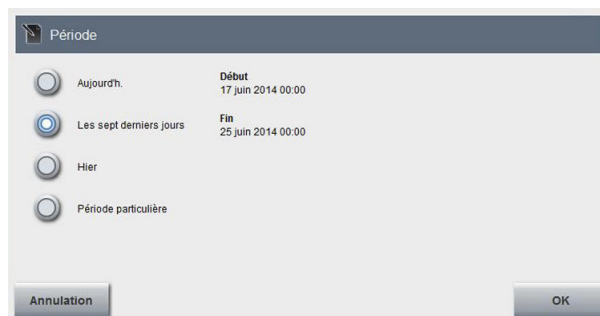 Période
Aujourd'h.
Début
17 juin 2014 00:00
Les sept derniers jours
Fin
25 juin 2014 00:00
Hier
Période particulière
Annulation
OK